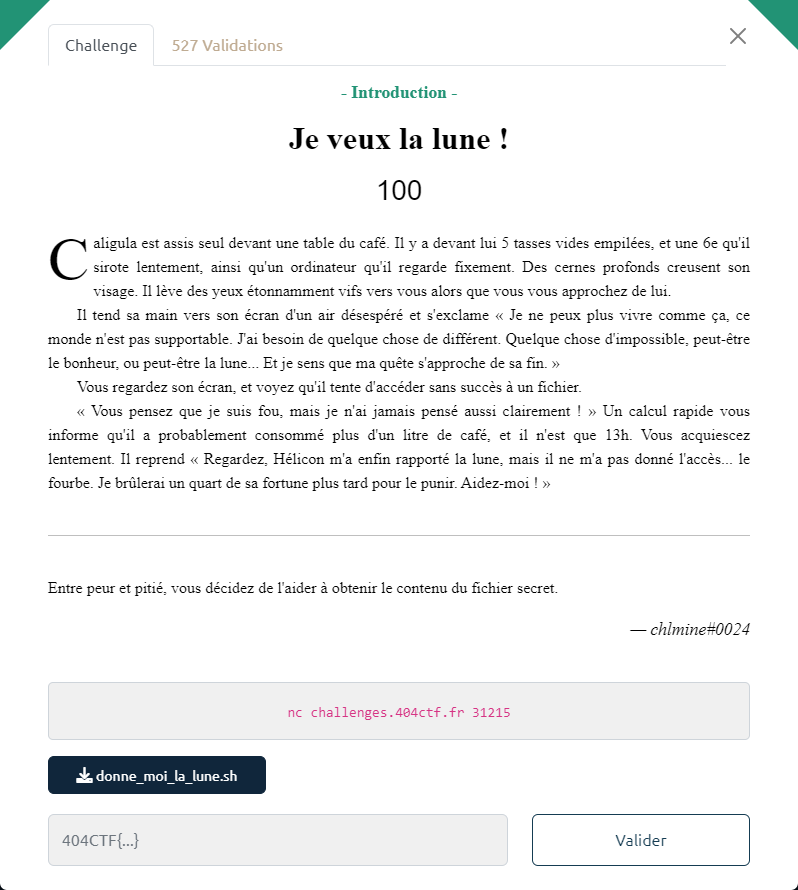 Challenge
527 Validations
- Introduction -
Je veux la lune !
100
Caligula est assis seul devant une table du café. Il y a devant lui 5 tasses vides empilées, et une 6e qu'il
sirote lentement, ainsi qu'un ordinateur qu'il regarde fixement. Des cernes profonds creusent son
visage. Il lève des yeux étonnamment vifs vers vous alors que vous vous approchez de lui.
Il tend sa main vers son écran d'un air désespéré et s'exclame « Je ne peux plus vivre comme ça, ce
monde n'est pas supportable. J'ai besoin de quelque chose de différent. Quelque chose d'impossible, peut-être
le bonheur, ou peut-être la lune... Et je sens que ma quête s'approche de sa fin. »
Vous regardez son écran, et voyez qu'il tente d'accéder sans succès à un fichier.
« Vous pensez que je suis fou, mais je n'ai jamais pensé aussi clairement ! » Un calcul rapide vous
informe qu'il a probablement consommé plus d'un litre de café, et il n'est que 13h. Vous acquiescez
lentement. Il reprend « Regardez, Hélicon m'a enfin rapporté la lune, mais il ne m'a pas donné l'accès... le
fourbe. Je brûlerai un quart de sa fortune plus tard pour le punir. Aidez-moi ! »
Entre peur et pitié, vous décidez de l'aider à obtenir le contenu du fichier secret.
— chlmine#0024
nc challenges.404ctf.fr 31215
donne_moi_la_lune.sh
404CTF{...}
Valider